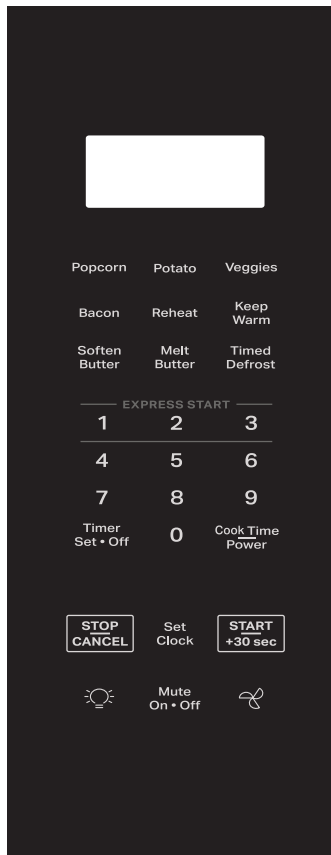 Popcorn Potato Veggies
Bacon Reheat Keep Warm
Soften Butter Melt Butter Timed Defrost
EXPRESS START
1 2 3
4 5 6
7 8 9
Timer Set • Off 0 Cook Time Power
STOP CANCEL Set Clock START +30 sec
Mute On • Off